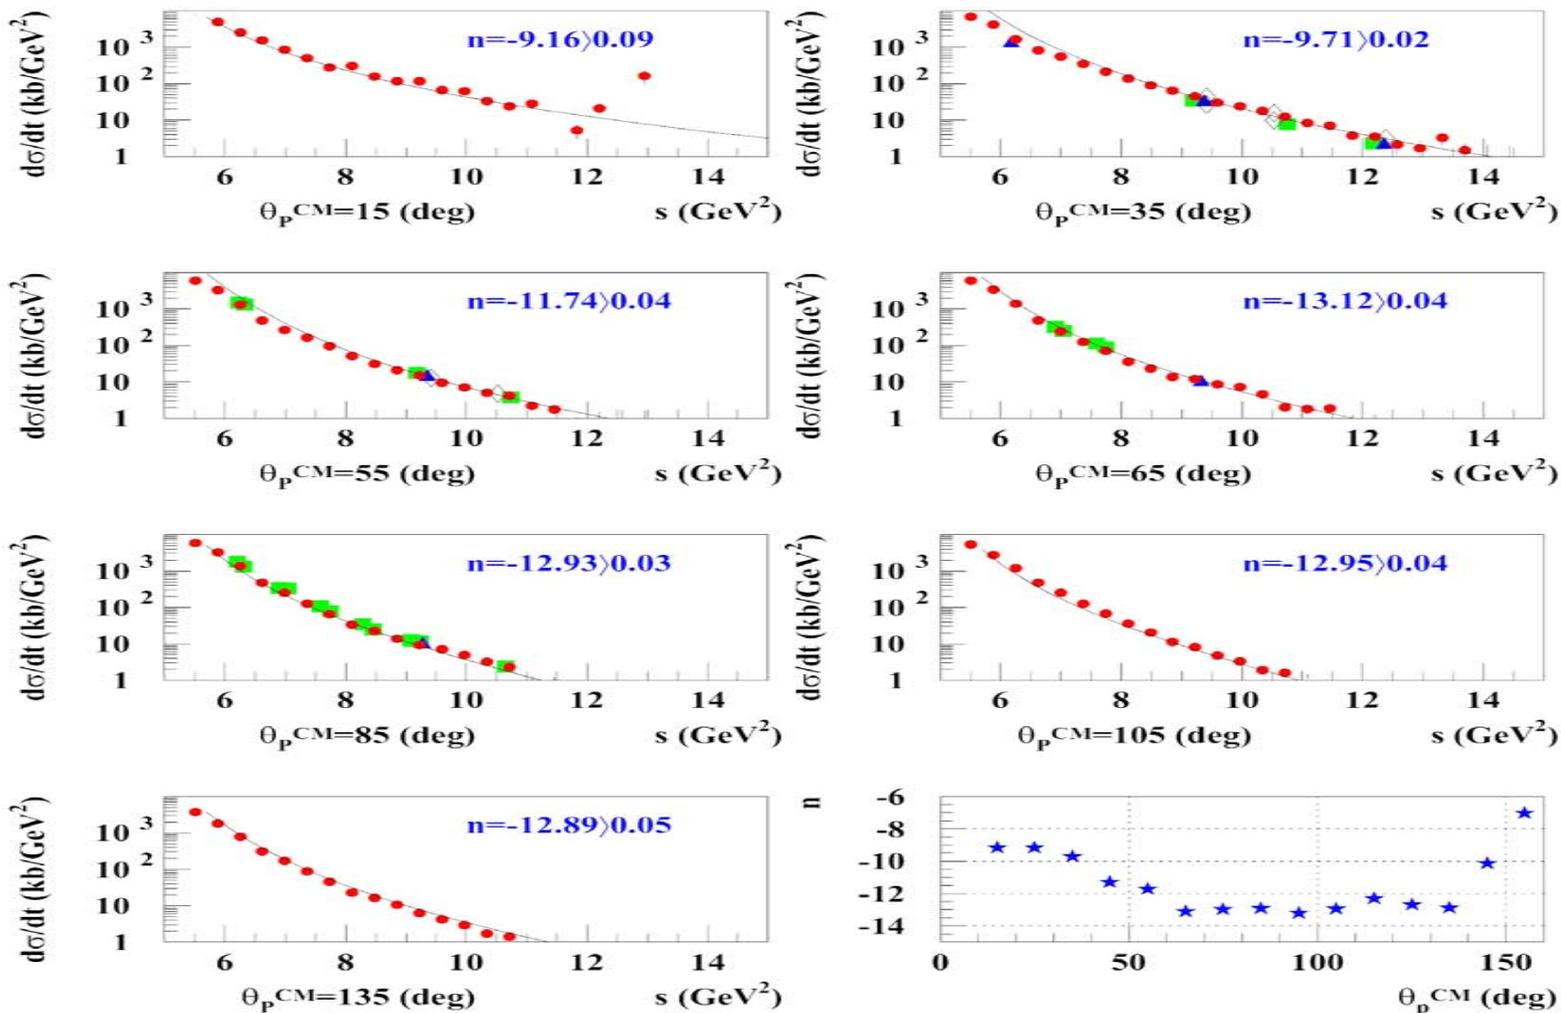 dσ/dt (kb/GeV²)
10³
10²
10
1
n=-9.16⟩0.09
6 8 10 12 14
θ_P^CM=15 (deg) s (GeV²)
dσ/dt (kb/GeV²)
10³
10²
10
1
n=-9.71⟩0.02
6 8 10 12 14
θ_P^CM=35 (deg) s (GeV²)
dσ/dt (kb/GeV²)
10³
10²
10
1
n=-11.74⟩0.04
6 8 10 12 14
θ_P^CM=55 (deg) s (GeV²)
dσ/dt (kb/GeV²)
10³
10²
10
1
n=-13.12⟩0.04
6 8 10 12 14
θ_P^CM=65 (deg) s (GeV²)
dσ/dt (kb/GeV²)
10³
10²
10
1
n=-12.93⟩0.03
6 8 10 12 14
θ_P^CM=85 (deg) s (GeV²)
dσ/dt (kb/GeV²)
10³
10²
10
1
n=-12.95⟩0.04
6 8 10 12 14
θ_P^CM=105 (deg) s (GeV²)
dσ/dt (kb/GeV²)
10³
10²
10
1
n=-12.89⟩0.05
6 8 10 12 14
θ_P^CM=135 (deg) s (GeV²)
n
-6
-8
-10
-12
-14
0 50 100 150
θ_p^CM (deg)